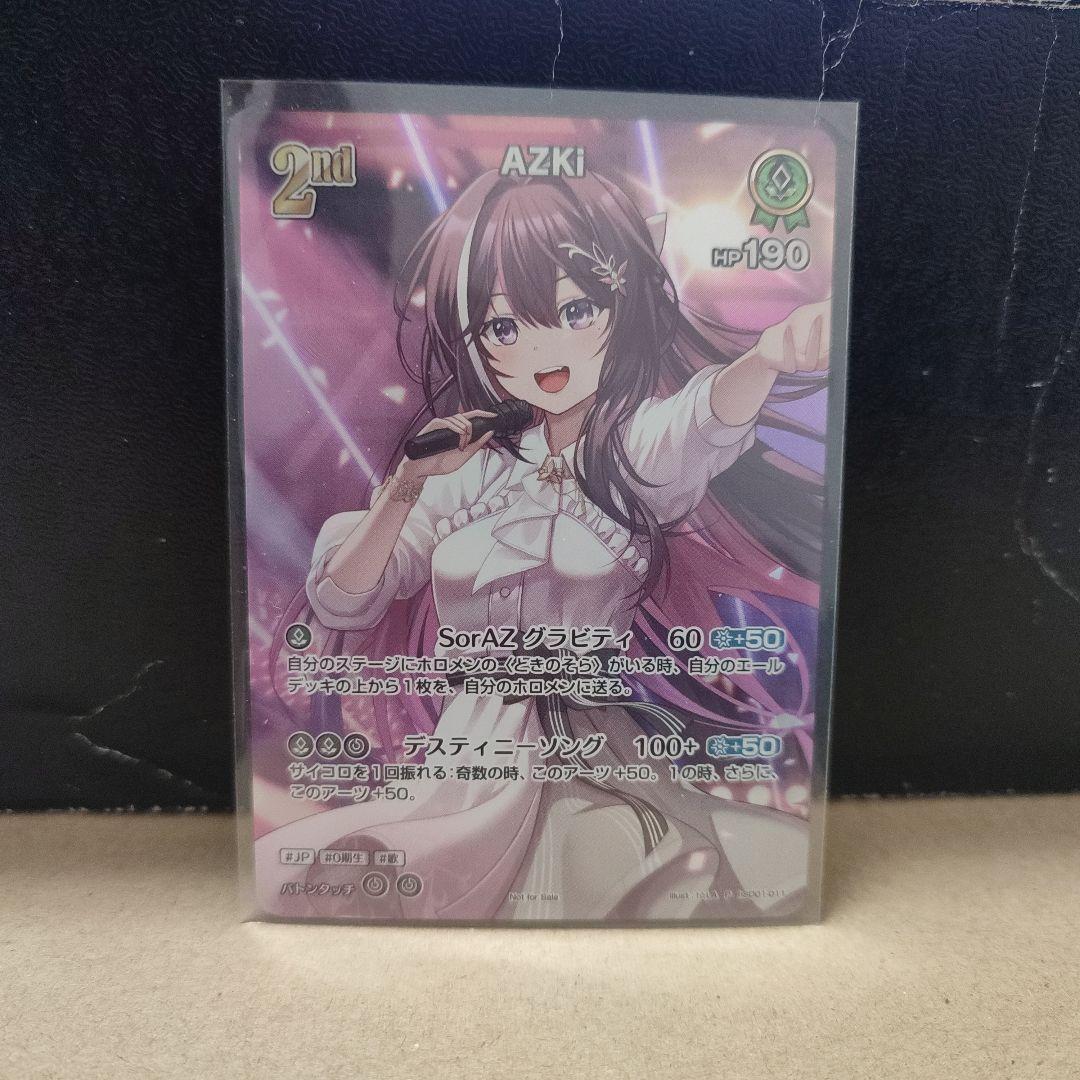 2nd
AZKi
HP190
SorAZ グラビティ 60 +50
自分のステージにホロメンの〈ときのそら〉がいる時、自分のエール
デッキの上から1枚を、自分のホロメンに送る。
デスティニーソング 100+ +50
サイコロを1回振れる:奇数の時、このアーツ+50。1の時、さらに、
このアーツ+50。
#JP #0期生 #歌
バトンタッチ
Not for Sale
hSD01-011